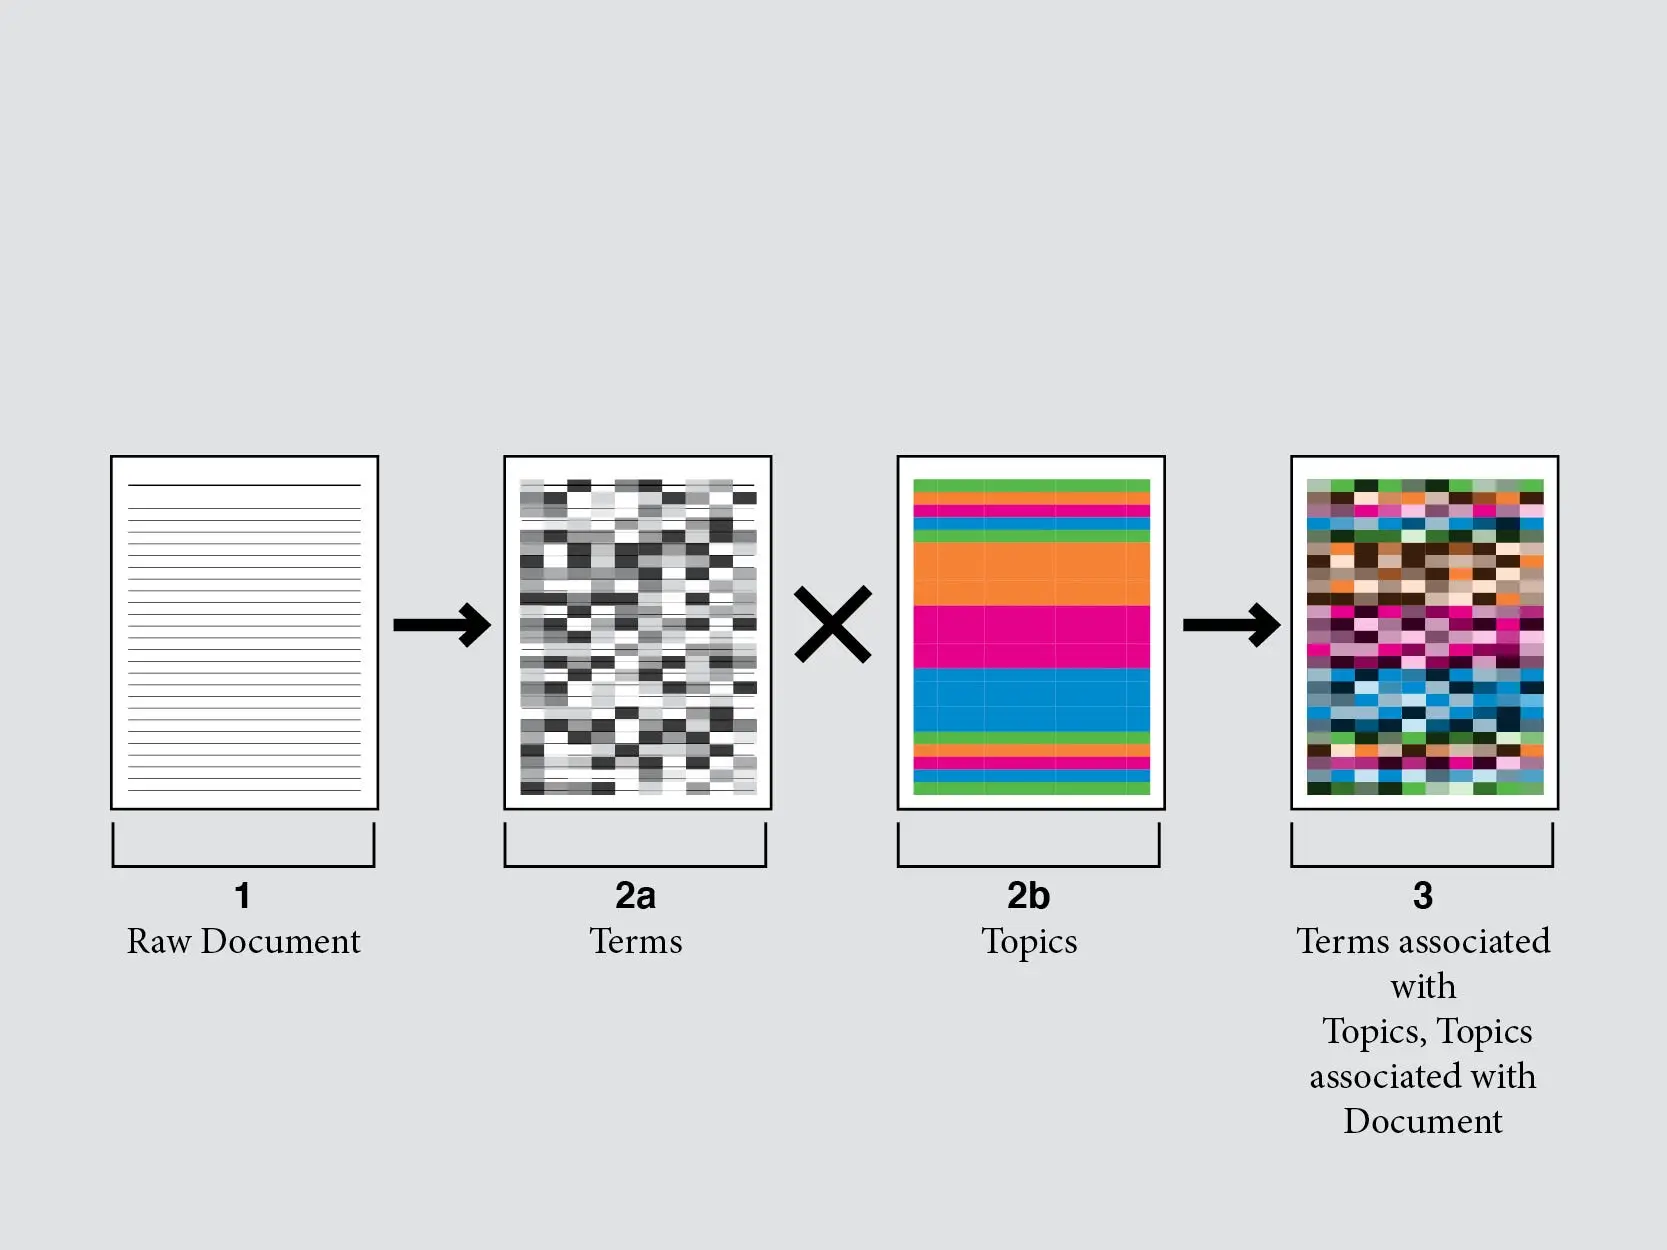 1
Raw Document
2a
Terms
2b
Topics
3
Terms associated
with
Topics, Topics
associated with
Document